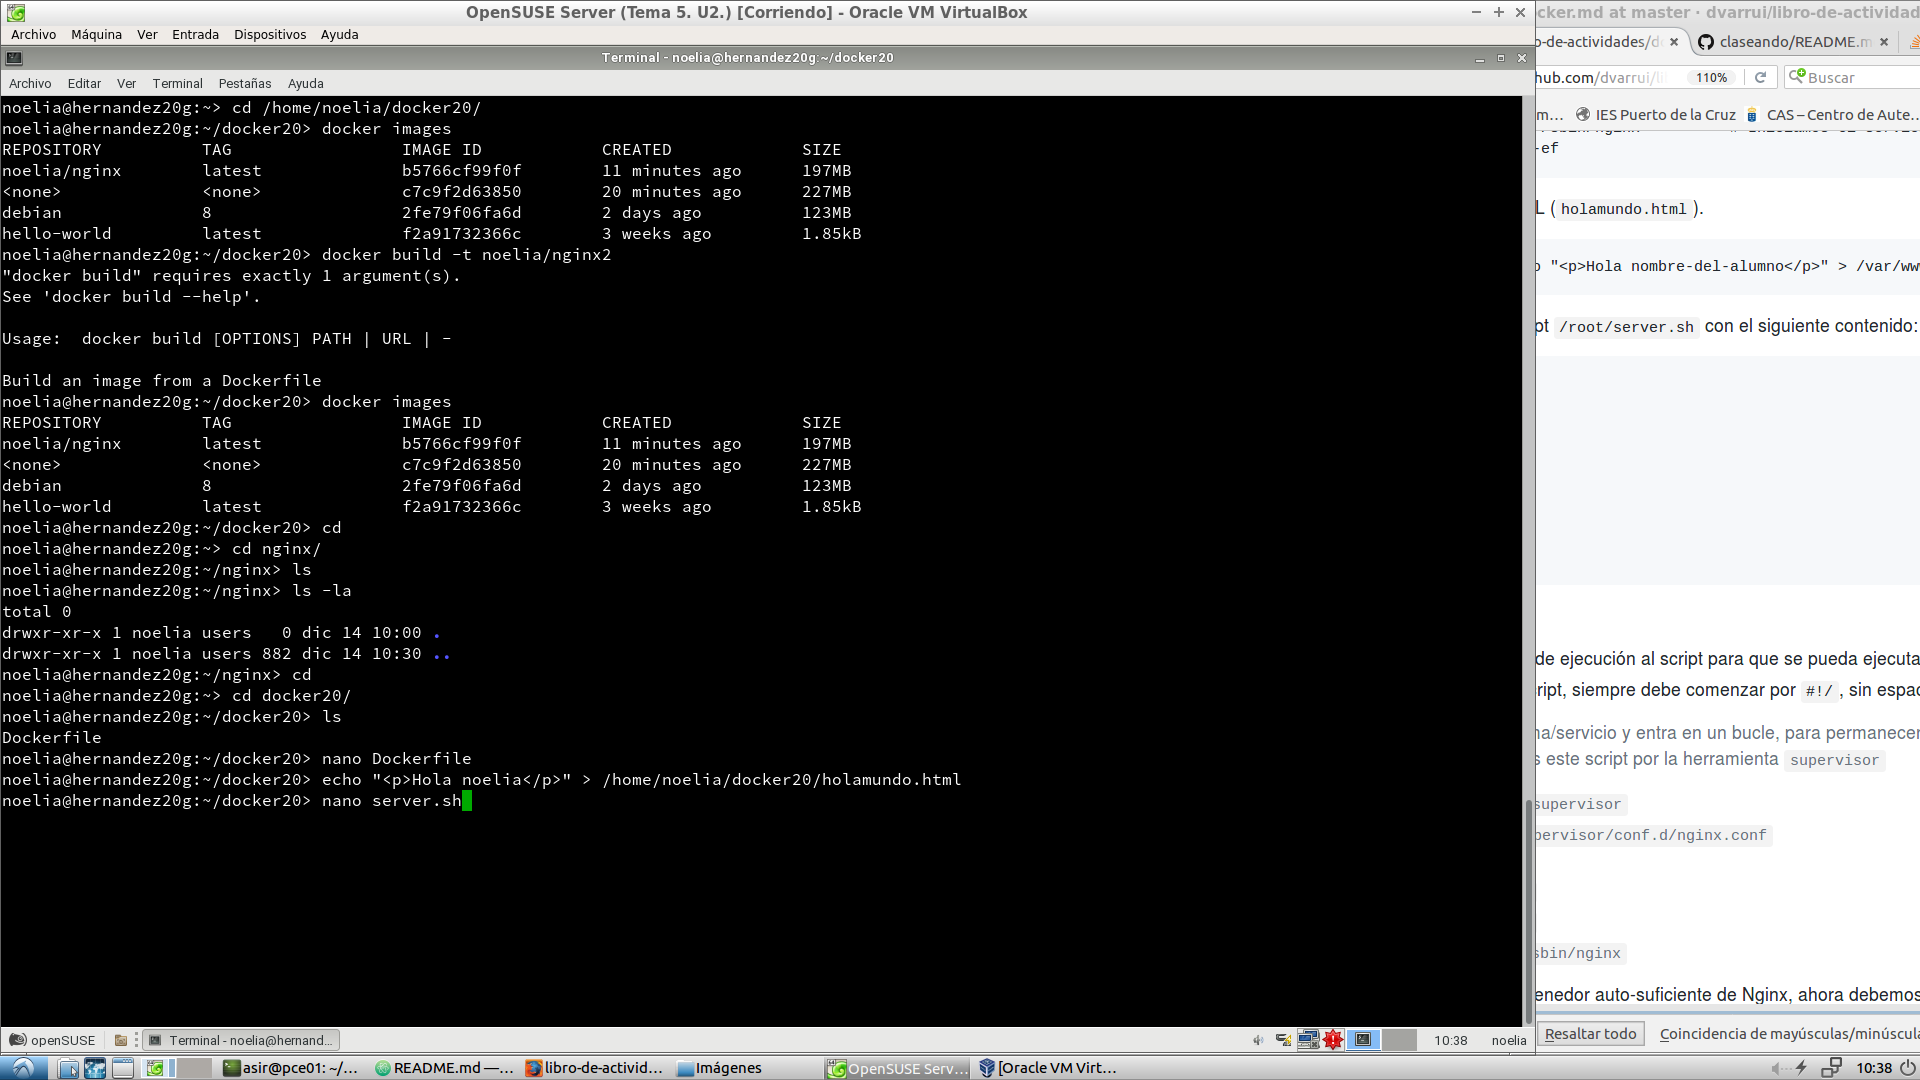 OpenSUSE Server (Tema 5. U2.) [Corriendo] - Oracle VM VirtualBox
Archivo Máquina Ver Entrada Dispositivos Ayuda
Terminal - noelia@hernandez20g:~/docker20
Archivo Editar Ver Terminal Pestañas Ayuda
noelia@hernandez20g:~> cd /home/noelia/docker20/
noelia@hernandez20g:~/docker20> docker images
REPOSITORY TAG IMAGE ID CREATED SIZE
noelia/nginx latest b5766cf99f0f 11 minutes ago 197MB
<none> <none> c7c9f2d63850 20 minutes ago 227MB
debian 8 2fe79f06fa6d 2 days ago 123MB
hello-world latest f2a91732366c 3 weeks ago 1.85kB
noelia@hernandez20g:~/docker20> docker build -t noelia/nginx2
"docker build" requires exactly 1 argument(s).
See 'docker build --help'.
Usage:  docker build [OPTIONS] PATH | URL | -
Build an image from a Dockerfile
noelia@hernandez20g:~/docker20> docker images
REPOSITORY TAG IMAGE ID CREATED SIZE
noelia/nginx latest b5766cf99f0f 11 minutes ago 197MB
<none> <none> c7c9f2d63850 20 minutes ago 227MB
debian 8 2fe79f06fa6d 2 days ago 123MB
hello-world latest f2a91732366c 3 weeks ago 1.85kB
noelia@hernandez20g:~/docker20> cd
noelia@hernandez20g:~> cd nginx/
noelia@hernandez20g:~/nginx> ls
noelia@hernandez20g:~/nginx> ls -la
total 0
drwxr-xr-x 1 noelia users   0 dic 14 10:00 .
drwxr-xr-x 1 noelia users 882 dic 14 10:30 ..
noelia@hernandez20g:~/nginx> cd
noelia@hernandez20g:~> cd docker20/
noelia@hernandez20g:~/docker20> ls
Dockerfile
noelia@hernandez20g:~/docker20> nano Dockerfile
noelia@hernandez20g:~/docker20> echo "<p>Hola noelia</p>" > /home/noelia/docker20/holamundo.html
noelia@hernandez20g:~/docker20> nano server.sh
openSUSE Terminal - noelia@hernand... 10:38 noelia
cker.md at master · dvarrui/libro-de-actividad
o-de-actividades/d claseando/README.m
hub.com/dvarrui/li 110% Buscar
m... IES Puerto de la Cruz CAS – Centro de Aute...
-ef
L ( holamundo.html ).
o "<p>Hola nombre-del-alumno</p>" > /var/ww
pt /root/server.sh con el siguiente contenido:
de ejecución al script para que se pueda ejecuta
ript, siempre debe comenzar por #!/ , sin espac
na/servicio y entra en un bucle, para permanecer
s este script por la herramienta supervisor
supervisor
pervisor/conf.d/nginx.conf
sbin/nginx
enedor auto-suficiente de Nginx, ahora debemos
Resaltar todo Coincidencia de mayúsculas/minúscula
asir@pce01: ~/... README.md —... libro-de-activid... Imágenes OpenSUSE Serv... [Oracle VM Virt... 10:38